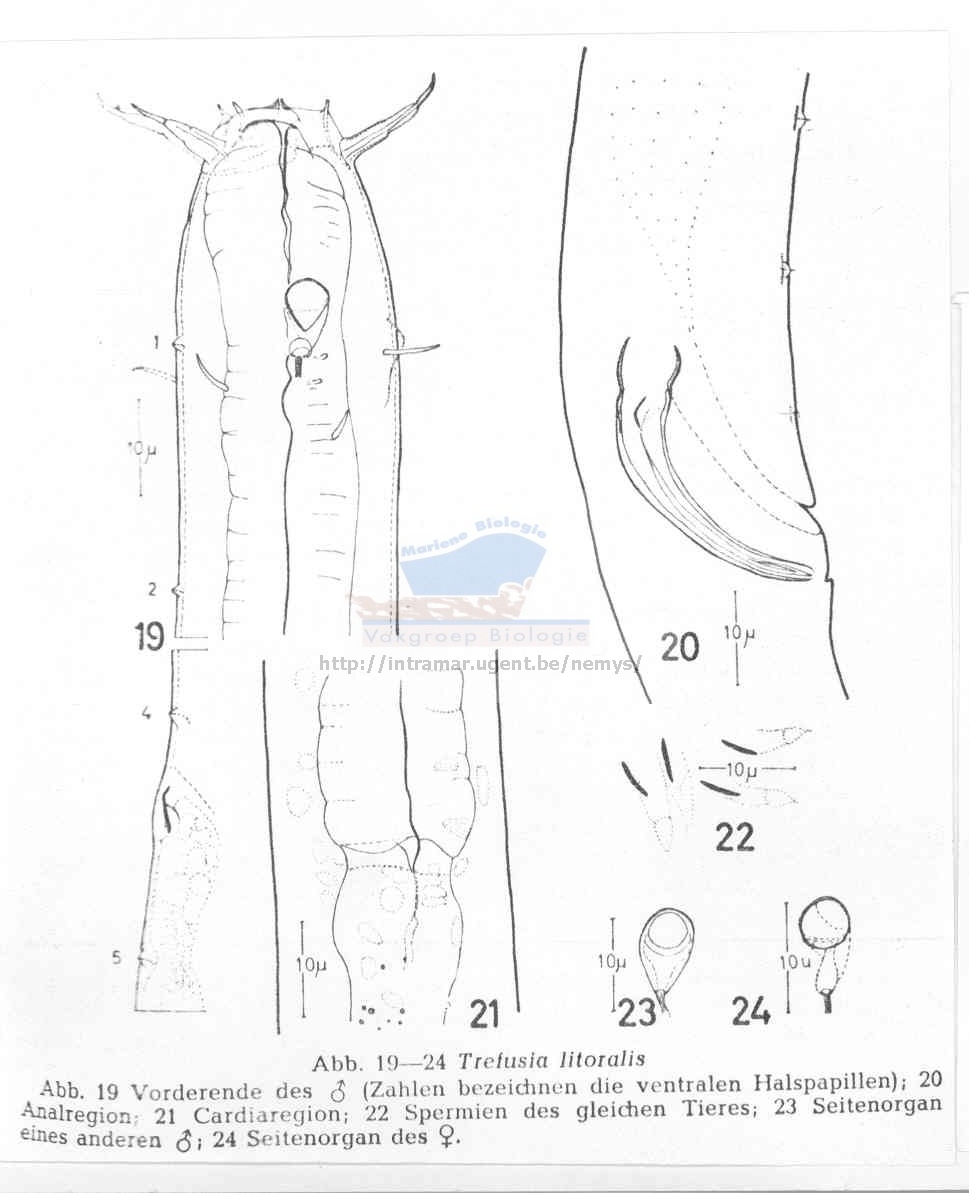 1
10µ
2
19
20
10µ
Mariene Biologie
Vakgroep Biologie
http://intramar.ugent.be/nemys/
4
5
10µ
21
10µ
22
10µ
23
10µ
24
Abb. 19—24 Trefusia litoralis
Abb. 19 Vorderende des ♂ (Zahlen bezeichnen die ventralen Halspapillen); 20
Analregion; 21 Cardiaregion; 22 Spermien des gleichen Tieres; 23 Seitenorgan
eines anderen ♂; 24 Seitenorgan des ♀.